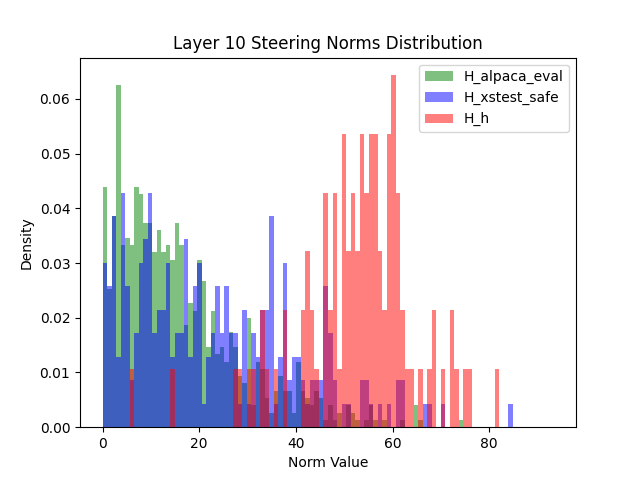 Layer 10 Steering Norms Distribution
H_alpaca_eval
H_xstest_safe
H_h
Density
0.06
0.05
0.04
0.03
0.02
0.01
0.00
0
20
40
60
80
Norm Value